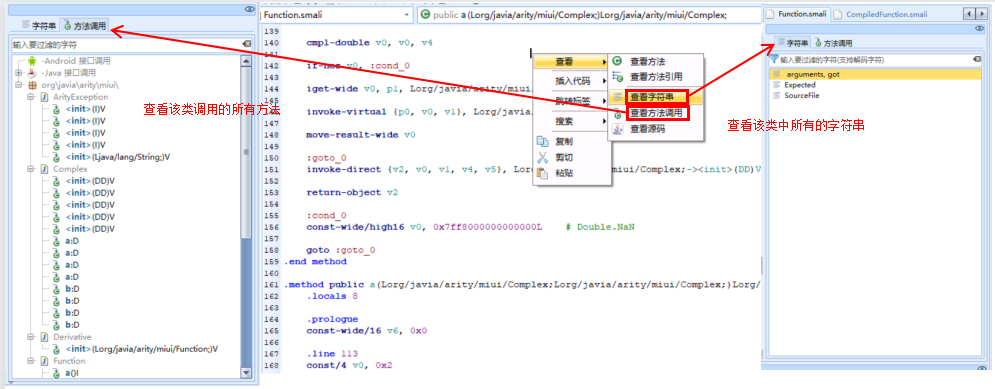 字符串 方法调用
输入要过滤的字符
-Android 接口调用
-Java 接口调用
org\javia\arity\miui\
ArityException
<init>(I)V
<init>(I)V
<init>(I)V
<init>(Ljava/lang/String;)V
Complex
<init>(DD)V
<init>(DD)V
<init>(DD)V
<init>(DD)V
a:D
a:D
a:D
a:D
b:D
b:D
b:D
b:D
Derivative
<init>(Lorg/javia/arity/miui/Function;)V
Function
a()I
查看该类调用的所有方法
Function.smali
public a(Lorg/javia/arity/miui/Complex;)Lorg/javia/arity/miui/Complex;
139
140 cmpl-double v0, v0, v4
141
142 if-nez v0, :cond_0
143
144 iget-wide v0, p1, Lorg/javia/arity/miui/
145
146 invoke-virtual {p0, v0, v1}, Lorg/javia/arity/miui/
147
148 move-result-wide v0
149
150 :goto_0
151 invoke-direct {v2, v0, v1, v4, v5}, Lorg/javia/arity/miui/Complex;-><init>(DD)V
152
153 return-object v2
154
155 :cond_0
156 const-wide/high16 v0, 0x7ff8000000000000L # Double.NaN
157
158 goto :goto_0
159 .end method
160
161 .method public a(Lorg/javia/arity/miui/Complex;Lorg/javia/arity/miui/Complex;)Lorg/
162 .locals 8
163
164 .prologue
165 const-wide/16 v6, 0x0
166
167 .line 113
168 const/4 v0, 0x2
查看
插入代码
跳转标签
搜索
复制
剪切
粘贴
查看方法
查看方法引用
查看字符串
查看方法调用
查看源码
Function.smali CompiledFunction.smali
字符串 方法调用
输入要过滤的字符(支持解码字符)
arguments, got
Expected
SourceFile
查看该类中所有的字符串